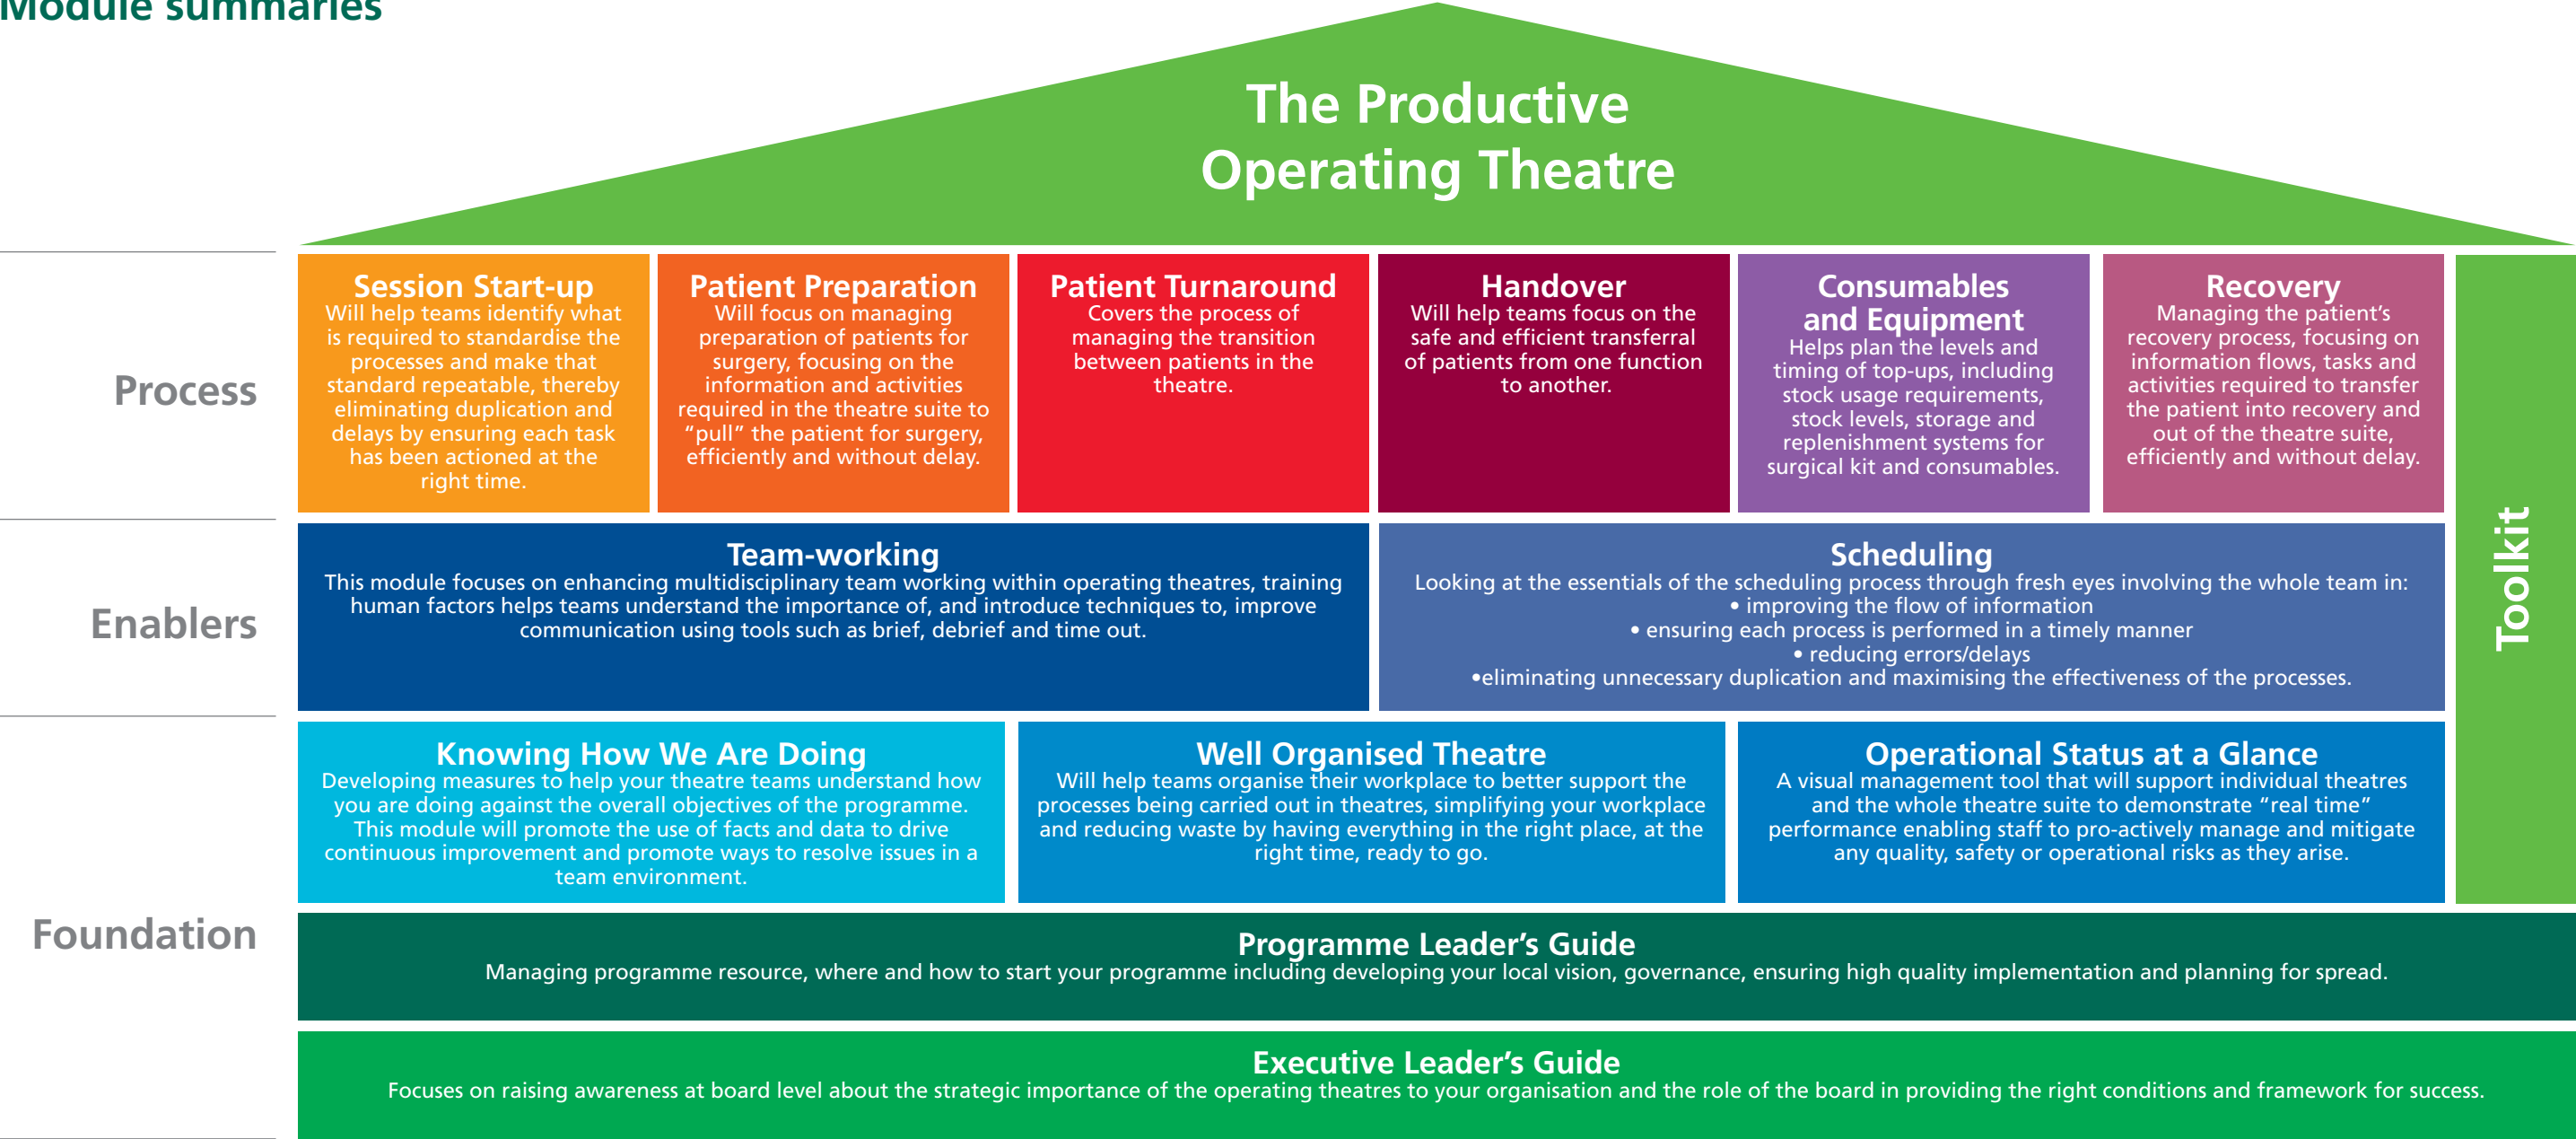 Module summaries
The Productive
Operating Theatre
Process
Session Start-up
Will help teams identify what
is required to standardise the
processes and make that
standard repeatable, thereby
eliminating duplication and
delays by ensuring each task
has been actioned at the
right time.
Patient Preparation
Will focus on managing
preparation of patients for
surgery, focusing on the
information and activities
required in the theatre suite to
“pull” the patient for surgery,
efficiently and without delay.
Patient Turnaround
Covers the process of
managing the transition
between patients in the
theatre.
Handover
Will help teams focus on the
safe and efficient transferral
of patients from one function
to another.
Consumables
and Equipment
Helps plan the levels and
timing of top-ups, including
stock usage requirements,
stock levels, storage and
replenishment systems for
surgical kit and consumables.
Recovery
Managing the patient’s
recovery process, focusing on
information flows, tasks and
activities required to transfer
the patient into recovery and
out of the theatre suite,
efficiently and without delay.
Toolkit
Enablers
Team-working
This module focuses on enhancing multidisciplinary team working within operating theatres, training
human factors helps teams understand the importance of, and introduce techniques to, improve
communication using tools such as brief, debrief and time out.
Scheduling
Looking at the essentials of the scheduling process through fresh eyes involving the whole team in:
• improving the flow of information
• ensuring each process is performed in a timely manner
• reducing errors/delays
•eliminating unnecessary duplication and maximising the effectiveness of the processes.
Foundation
Knowing How We Are Doing
Developing measures to help your theatre teams understand how
you are doing against the overall objectives of the programme.
This module will promote the use of facts and data to drive
continuous improvement and promote ways to resolve issues in a
team environment.
Well Organised Theatre
Will help teams organise their workplace to better support the
processes being carried out in theatres, simplifying your workplace
and reducing waste by having everything in the right place, at the
right time, ready to go.
Operational Status at a Glance
A visual management tool that will support individual theatres
and the whole theatre suite to demonstrate “real time”
performance enabling staff to pro-actively manage and mitigate
any quality, safety or operational risks as they arise.
Programme Leader’s Guide
Managing programme resource, where and how to start your programme including developing your local vision, governance, ensuring high quality implementation and planning for spread.
Executive Leader’s Guide
Focuses on raising awareness at board level about the strategic importance of the operating theatres to your organisation and the role of the board in providing the right conditions and framework for success.